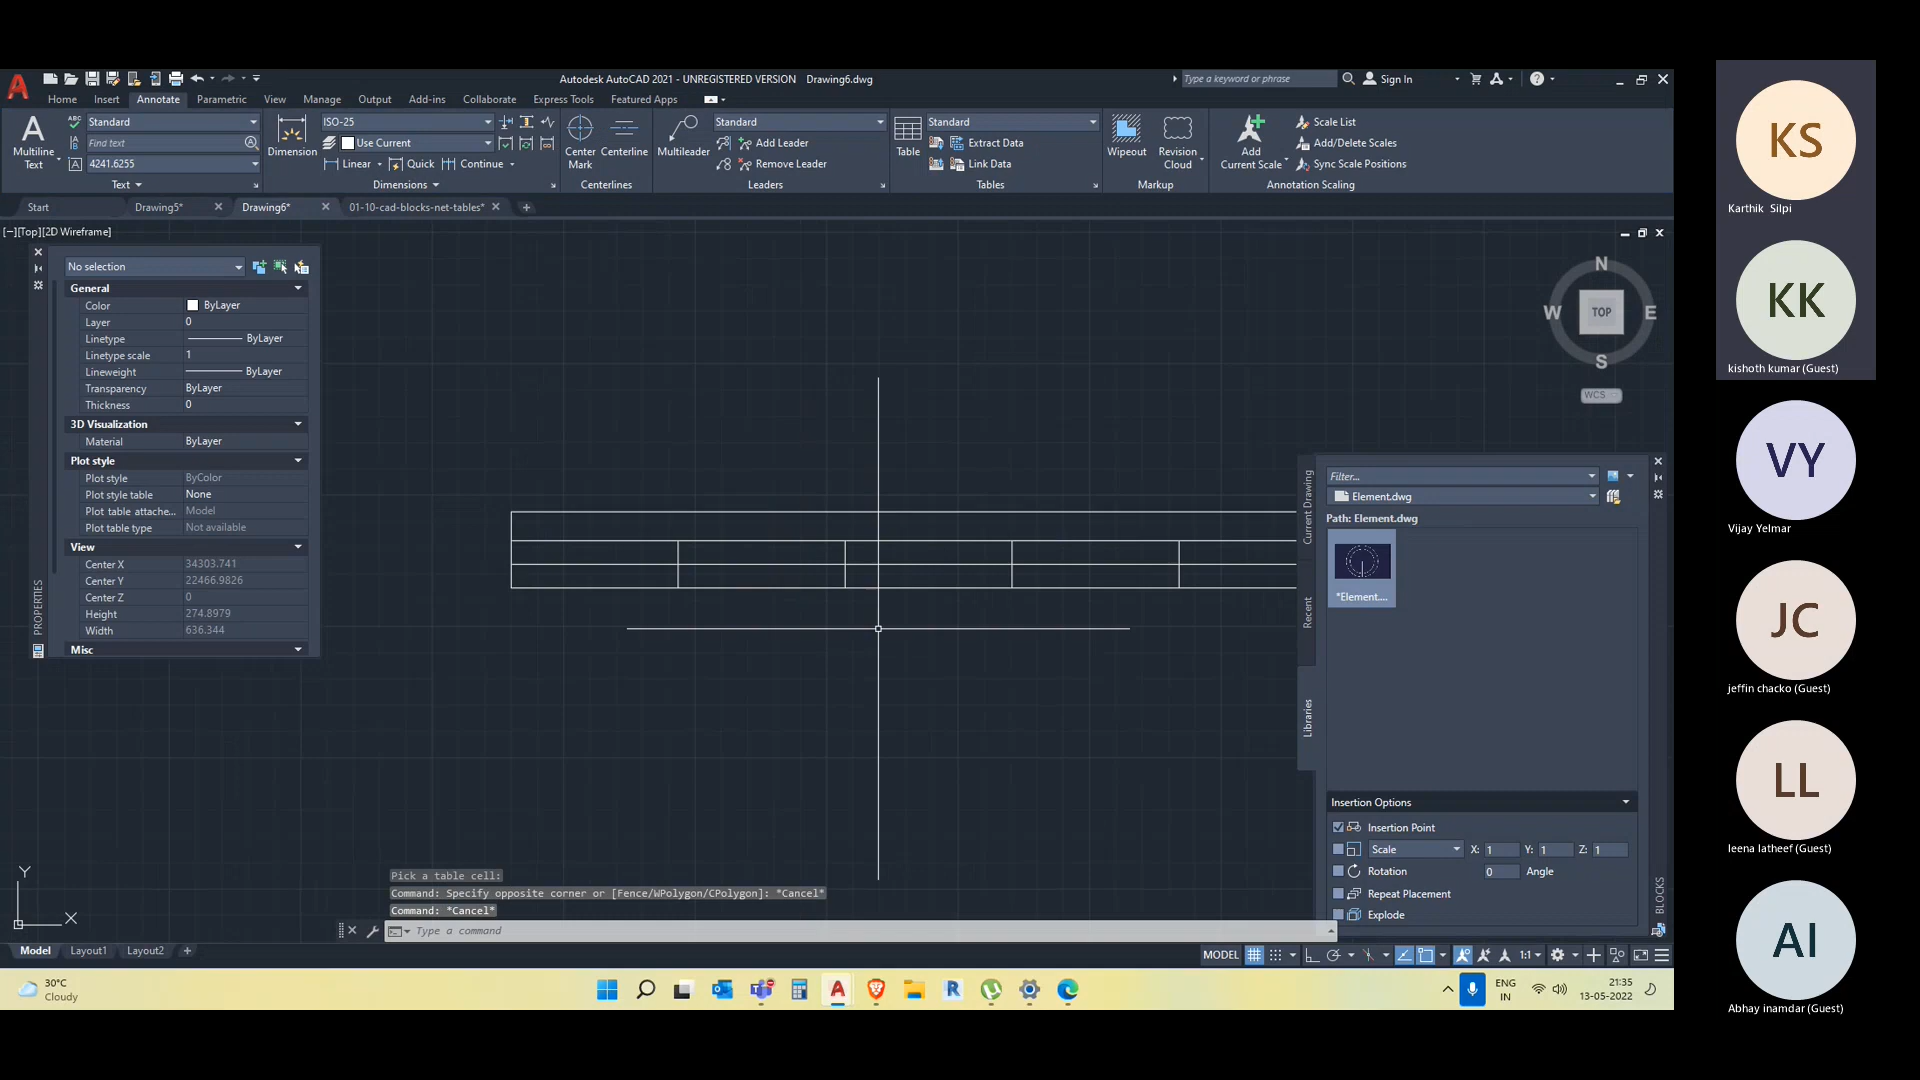 Autodesk AutoCAD 2021 - UNREGISTERED VERSION Drawing6.dwg
Type a keyword or phrase
Sign In
Home Insert Annotate Parametric View Manage Output Add-ins Collaborate Express Tools Featured Apps
A
Multiline
Text
ABC
Standard
Find text
4241.6255
Text
Dimension
ISO-25
Use Current
Linear Quick Continue
Dimensions
Center
Mark
Centerline
Centerlines
Multileader
Standard
Add Leader
Remove Leader
Leaders
Table
Standard
Extract Data
Link Data
Tables
Wipeout
Revision
Cloud
Markup
Add
Current Scale
Scale List
Add/Delete Scales
Sync Scale Positions
Annotation Scaling
Start Drawing5* Drawing6* 01-10-cad-blocks-net-tables*
[−][Top][2D Wireframe]
No selection
General
Color ByLayer
Layer 0
Linetype ByLayer
Linetype scale 1
Lineweight ByLayer
Transparency ByLayer
Thickness 0
3D Visualization
Material ByLayer
Plot style
Plot style ByColor
Plot style table None
Plot table attache... Model
Plot table type Not available
View
Center X 34303.741
Center Y 22466.9826
Center Z 0
Height 274.8979
Width 636.344
Misc
PROPERTIES
N
W TOP E
S
WCS
Filter...
Element.dwg
Path: Element.dwg
*Element....
Current Drawing
Recent
Libraries
Insertion Options
Insertion Point
Scale X: 1 Y: 1 Z: 1
Rotation 0 Angle
Repeat Placement
Explode
BLOCKS
Y
X
Pick a table cell:
Command: Specify opposite corner or [Fence/WPolygon/CPolygon]: *Cancel*
Command: *Cancel*
Type a command
Model Layout1 Layout2
MODEL
1:1
30°C
Cloudy
ENG
IN
21:35
13-05-2022
KS
Karthik Silpi
KK
kishoth kumar (Guest)
VY
Vijay Yelmar
JC
jeffin chacko (Guest)
LL
leena latheef (Guest)
AI
Abhay inamdar (Guest)